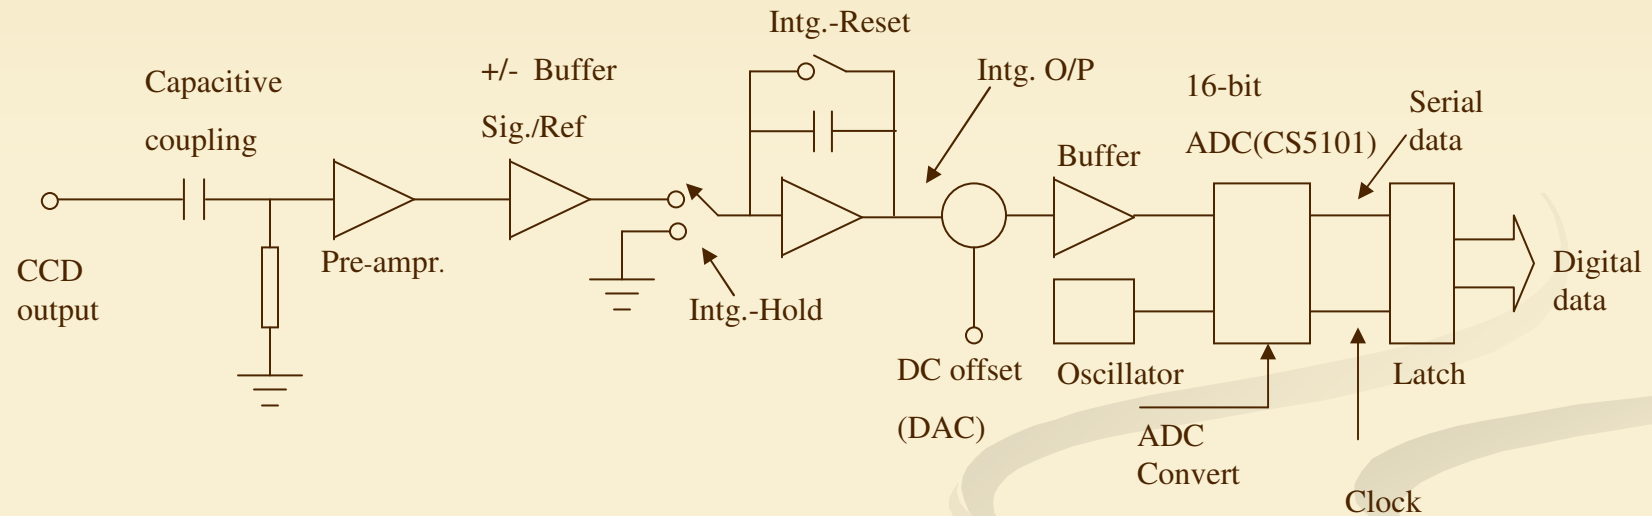 Intg.-Reset
Capacitive
coupling
+/-  Buffer
Sig./Ref
Intg. O/P
16-bit
ADC(CS5101)
Serial
data
Buffer
CCD
output
Pre-ampr.
Intg.-Hold
DC offset
(DAC)
Oscillator
ADC
Convert
Latch
Clock
Digital
data